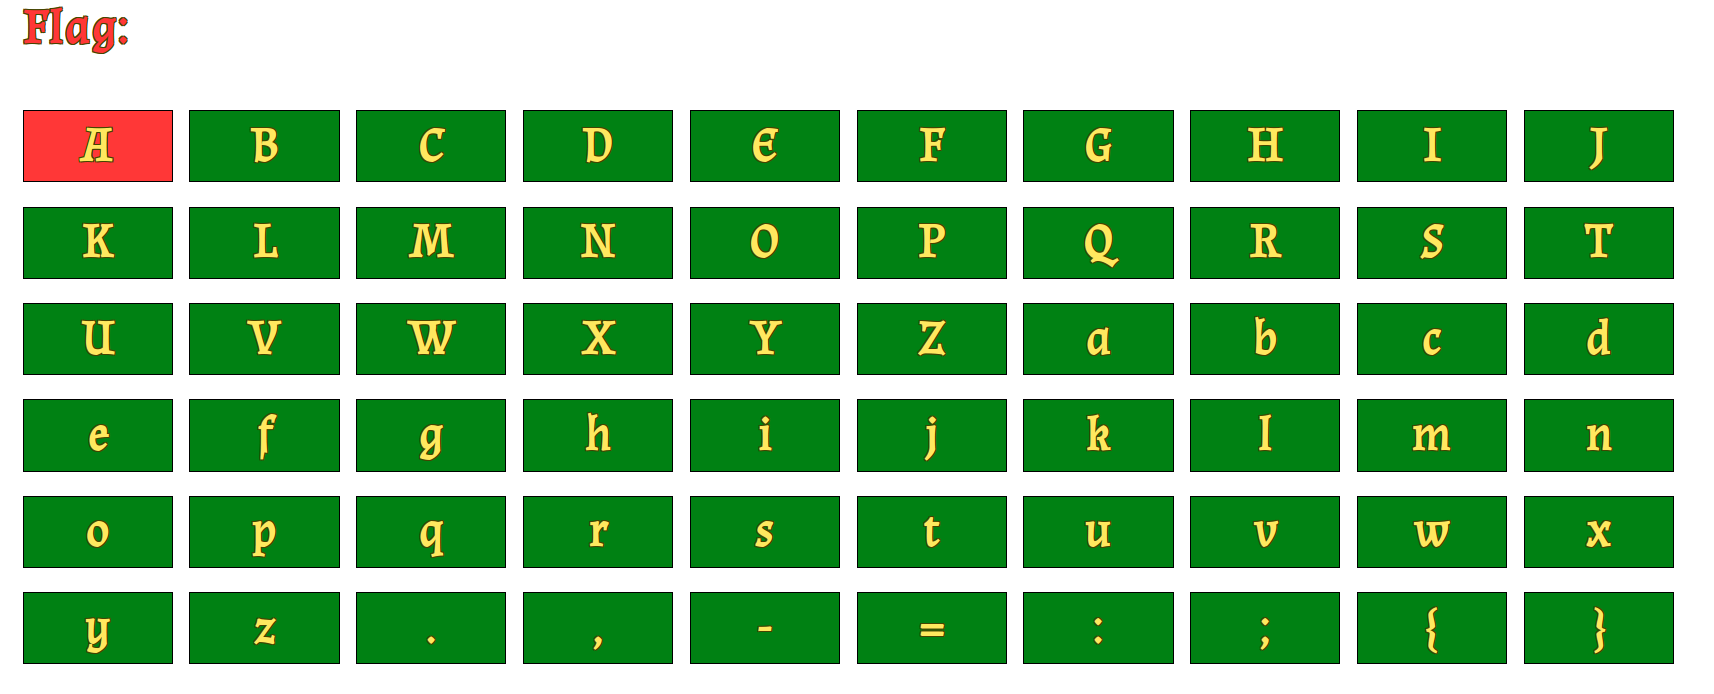 Flag:
A B C D E F G H I J
K L M N O P Q R S T
U V W X Y Z a b c d
e f g h i j k l m n
o p q r s t u v w x
y z . , - = : ; { }